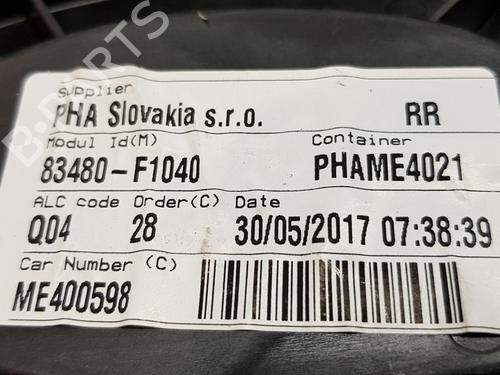 Supplier
PHA Slovakia s.r.o. RR
Modul Id(M) Container
83480-F1040 PHAME4021
ALC code Order(C) Date
Q04 28 30/05/2017 07:38:39
Car Number (C)
ME400598
B-PARTS